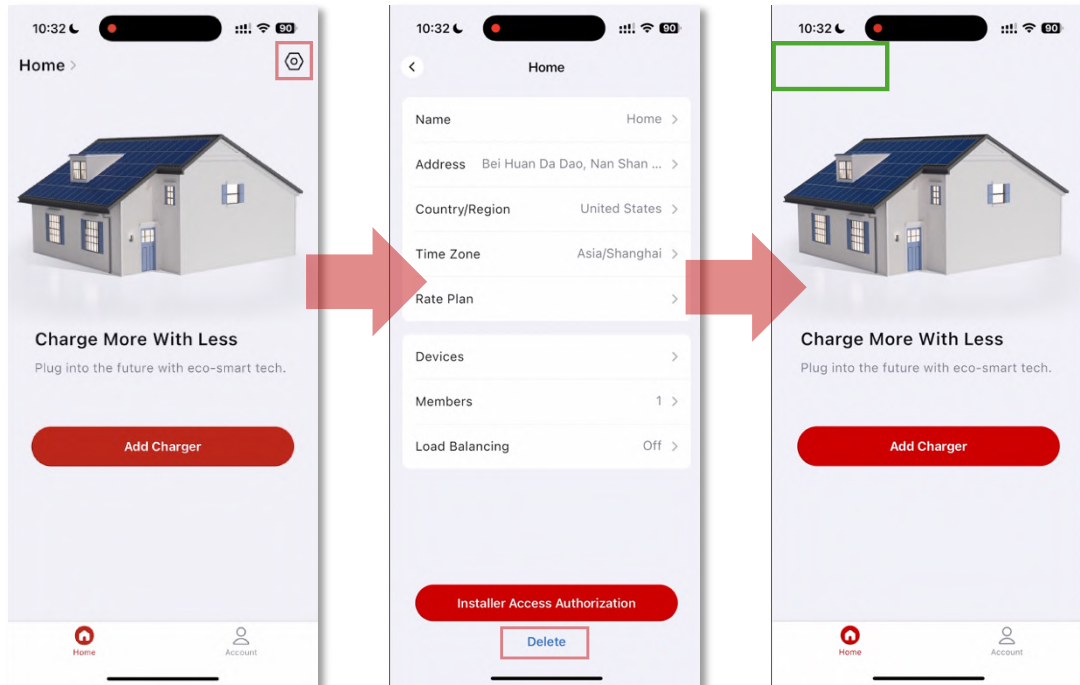 10:32
90
Home >
Charge More With Less
Plug into the future with eco-smart tech.
Add Charger
Home
Account
10:32
90
Home
Name Home >
Address Bei Huan Da Dao, Nan Shan ... >
Country/Region United States >
Time Zone Asia/Shanghai >
Rate Plan >
Devices >
Members 1 >
Load Balancing Off >
Installer Access Authorization
Delete
10:32
90
Charge More With Less
Plug into the future with eco-smart tech.
Add Charger
Home
Account